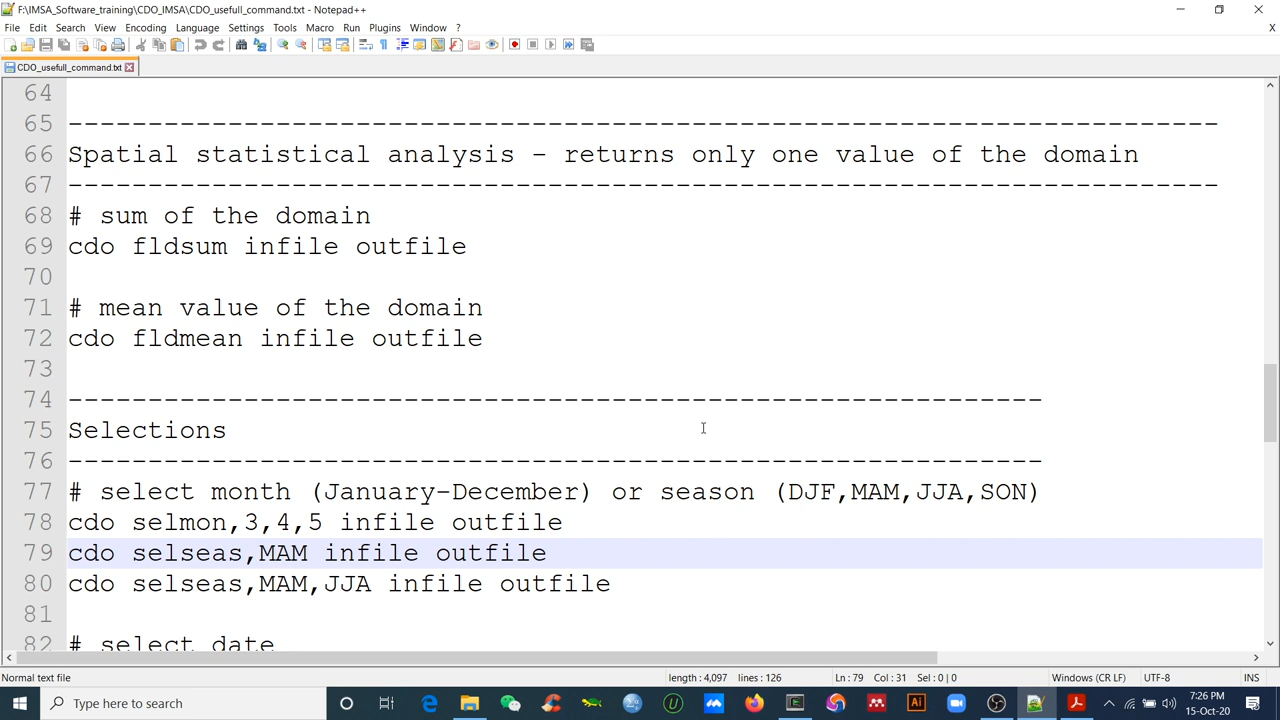 F:\IMSA_Software_training\CDO_IMSA\CDO_usefull_command.txt - Notepad++
File Edit Search View Encoding Language Settings Tools Macro Run Plugins Window ? X
CDO_usefull_command.txt
64
65 ------------------------------------------------------------------------
66 Spatial statistical analysis - returns only one value of the domain
67 ------------------------------------------------------------------------
68 # sum of the domain
69 cdo fldsum infile outfile
70
71 # mean value of the domain
72 cdo fldmean infile outfile
73
74 -------------------------------------------------------------
75 Selections
76 -------------------------------------------------------------
77 # select month (January-December) or season (DJF,MAM,JJA,SON)
78 cdo selmon,3,4,5 infile outfile
79 cdo selseas,MAM infile outfile
80 cdo selseas,MAM,JJA infile outfile
81
82 # select date
Normal text file length : 4,097 lines : 126 Ln : 79 Col : 31 Sel : 0 | 0 Windows (CR LF) UTF-8 INS
Type here to search 7:26 PM
15-Oct-20